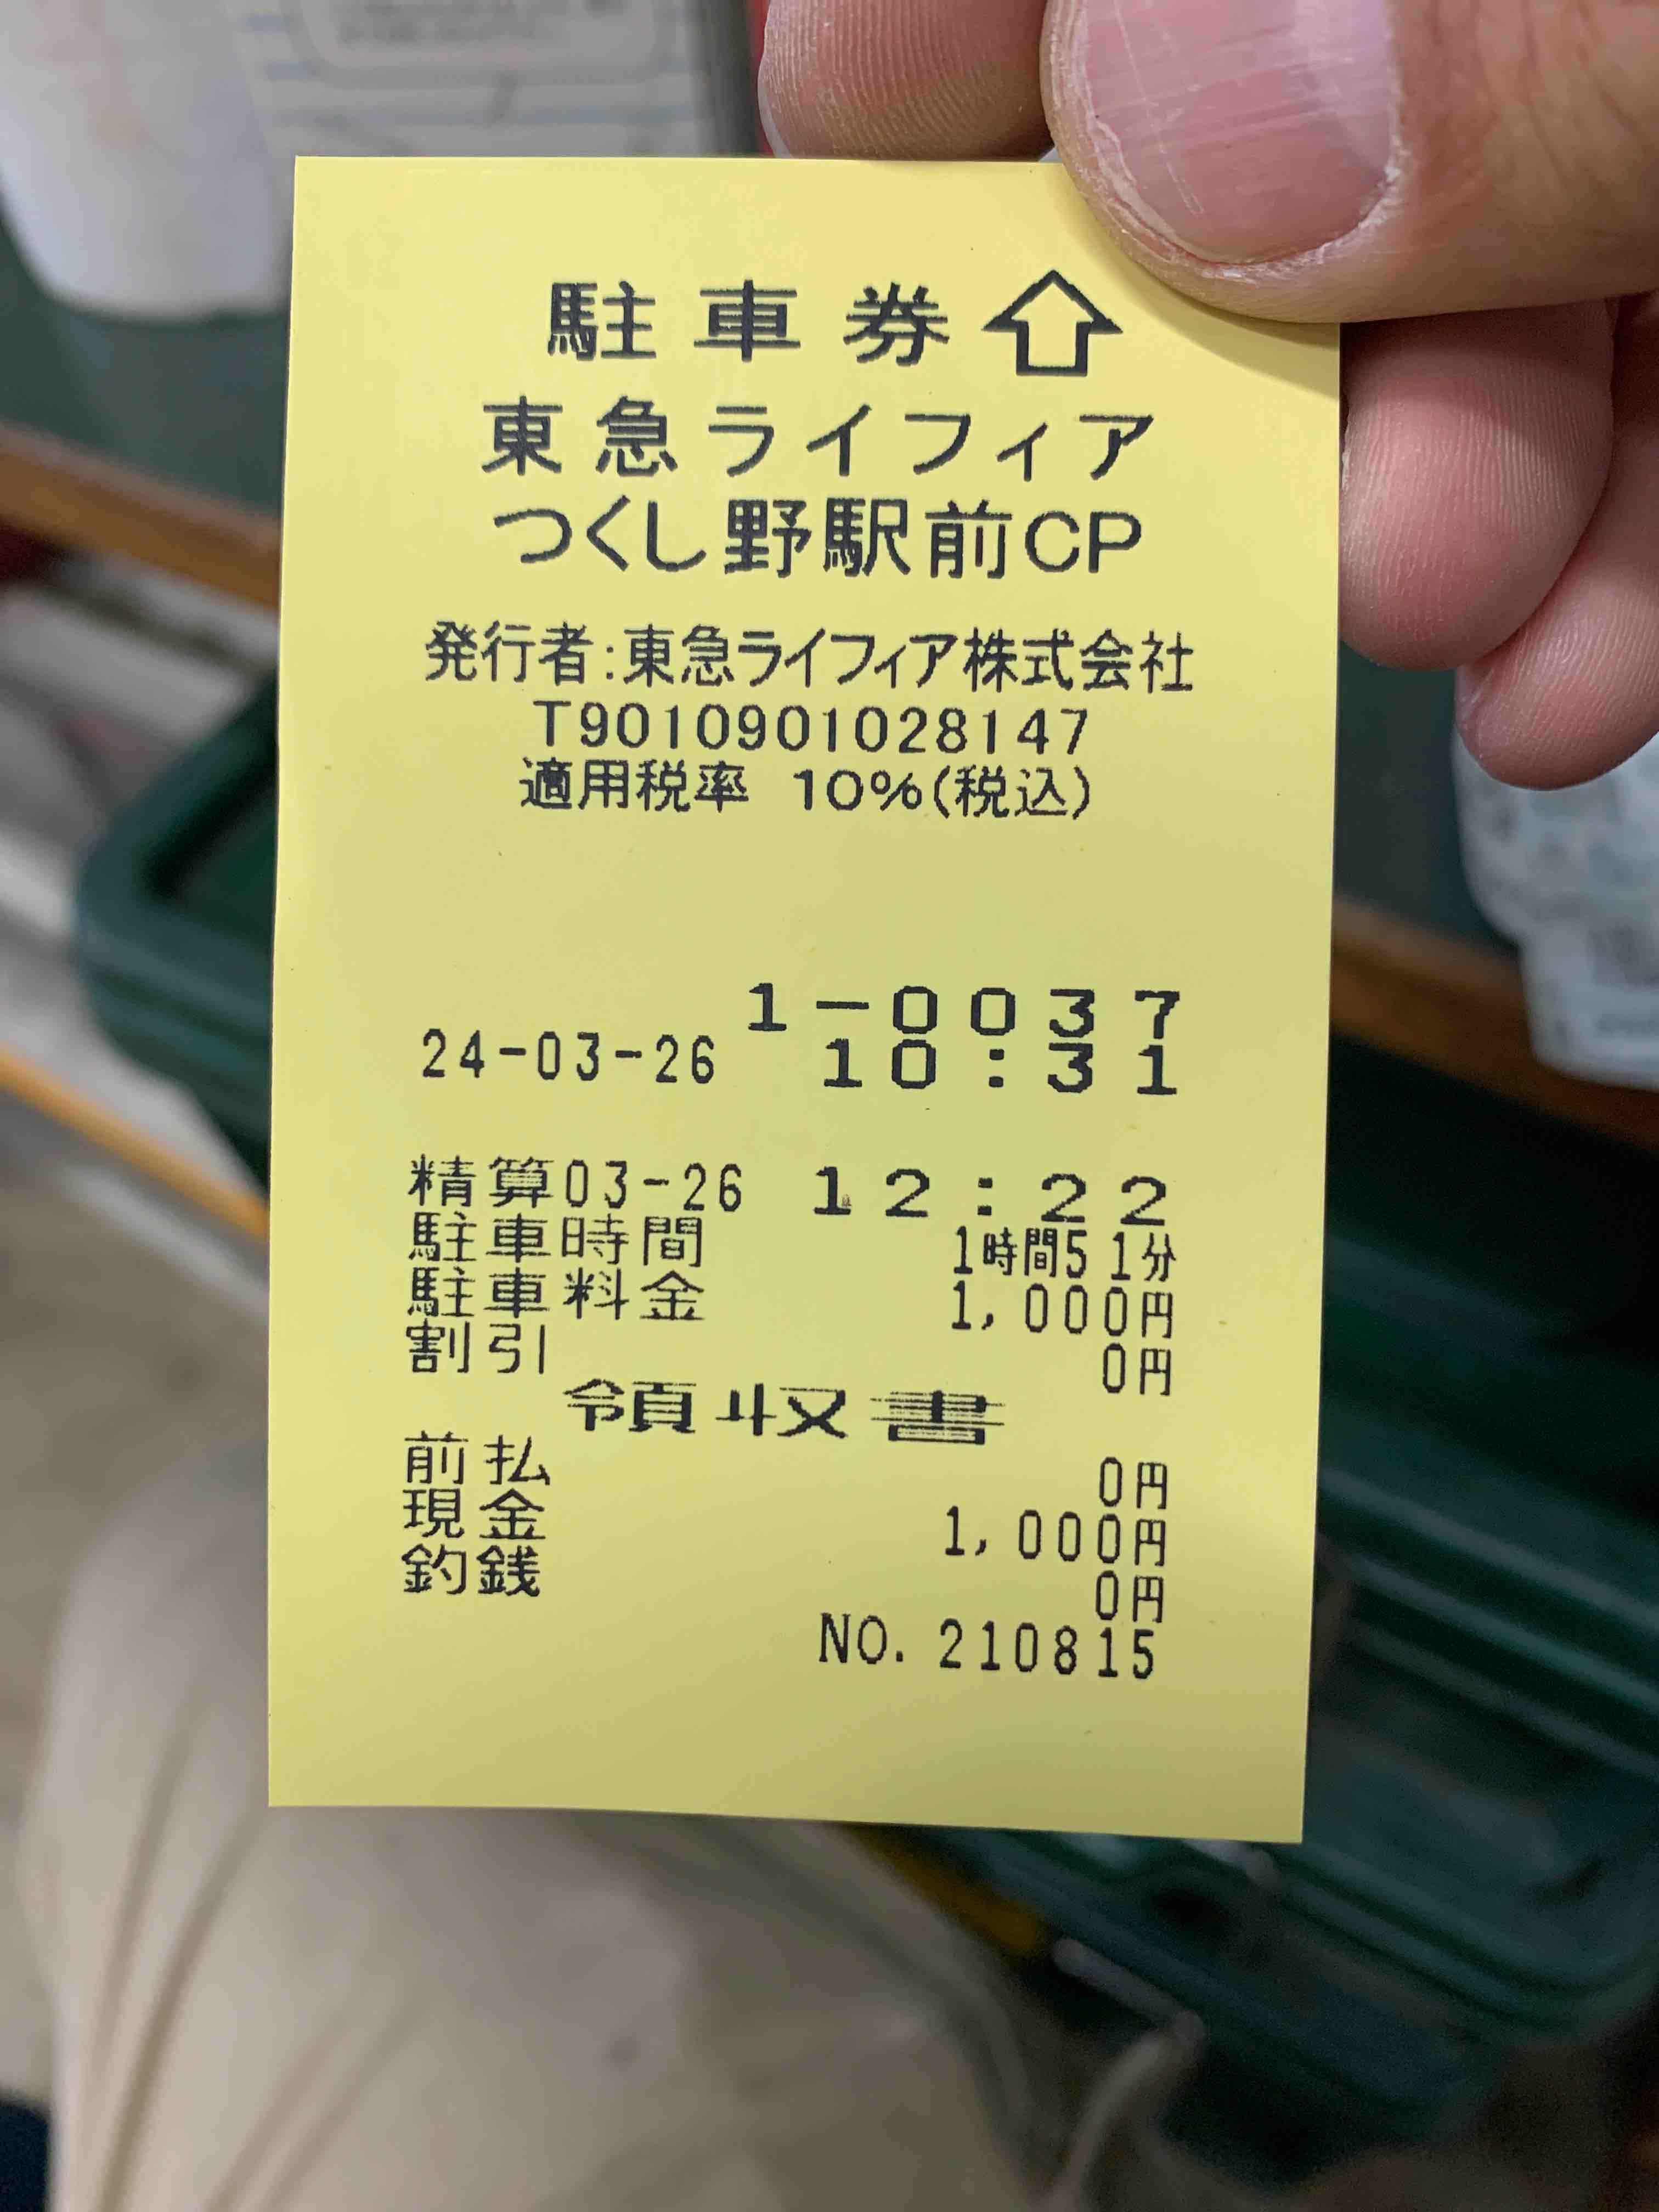 駐車券⇧
東急ライフィア
つくし野駅前CP
発行者:東急ライフィア株式会社
T9010901028147
適用税率 10%(税込)
1-0037
24-03-26 10:31
精算03-26 12:22
駐車時間 1時間51分
駐車料金 1,000円
割引 0円
領収書
前払 0円
現金 1,000円
釣銭 0円
NO.210815